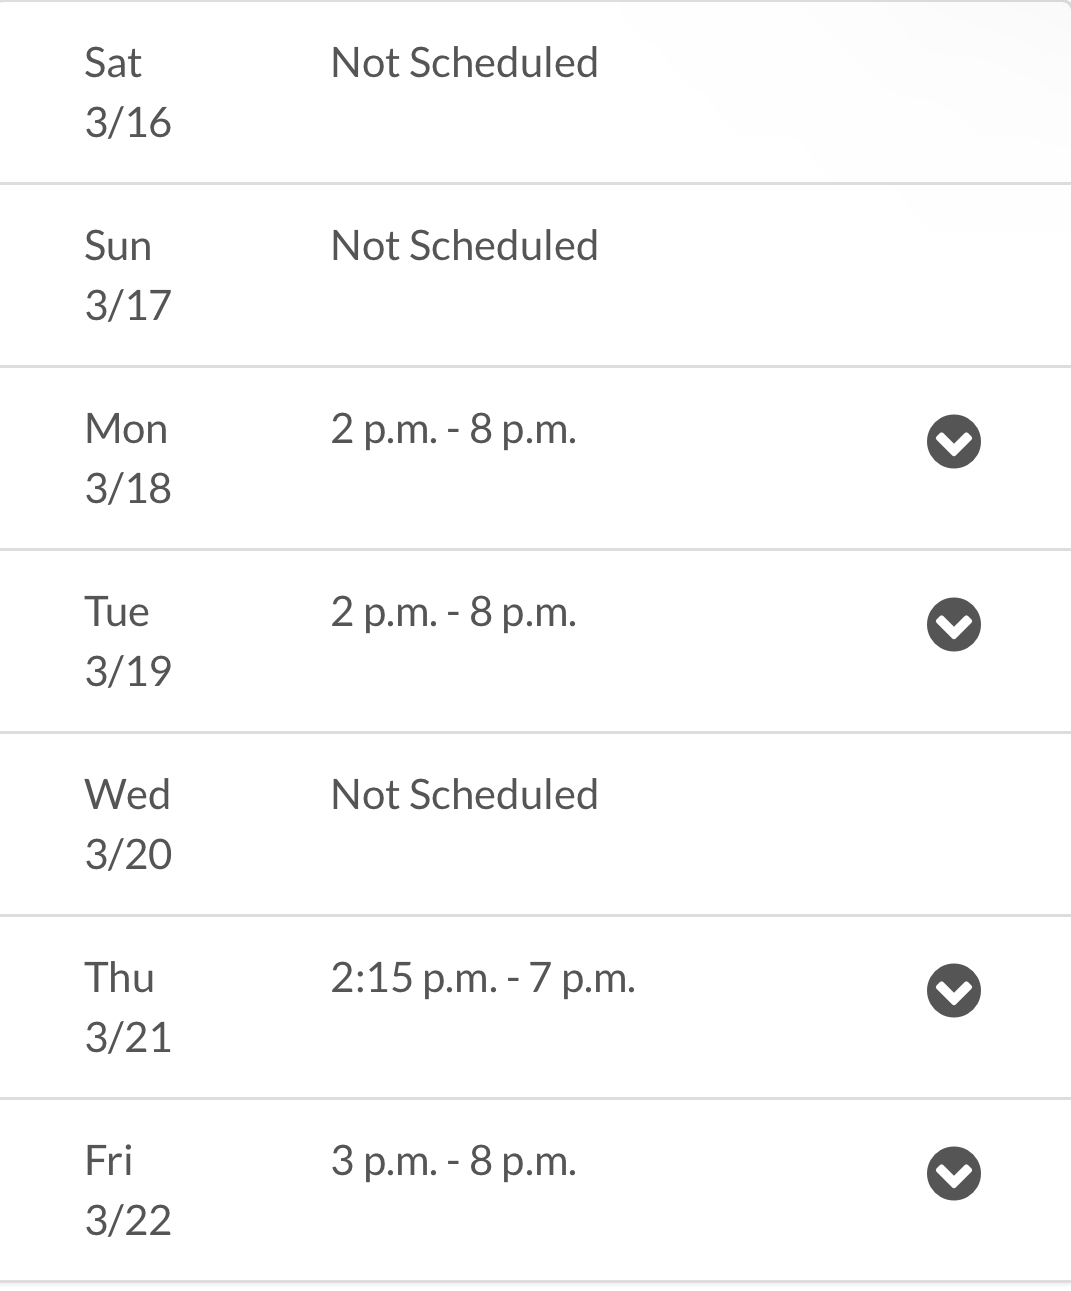 Sat Not Scheduled
3/16
Sun Not Scheduled
3/17
Mon 2 p.m. - 8 p.m.
3/18
Tue 2 p.m. - 8 p.m.
3/19
Wed Not Scheduled
3/20
Thu 2:15 p.m. - 7 p.m.
3/21
Fri 3 p.m. - 8 p.m.
3/22